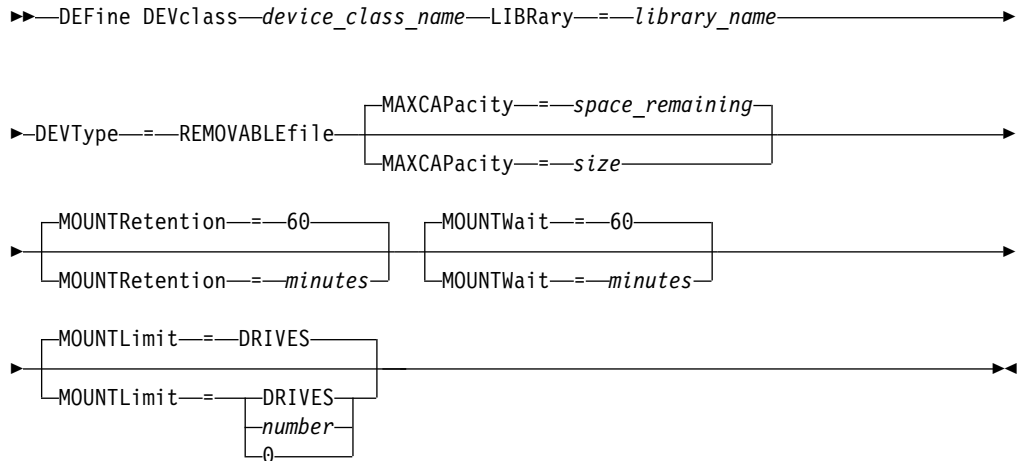 DEFine DEVclass device_class_name LIBRary = library_name
MAXCAPacity = space_remaining
DEVType = REMOVABLEfile
MAXCAPacity = size
MOUNTRetention = 60 MOUNTWait = 60
MOUNTRetention = minutes MOUNTWait = minutes
MOUNTLimit = DRIVES
MOUNTLimit = DRIVES
number
0